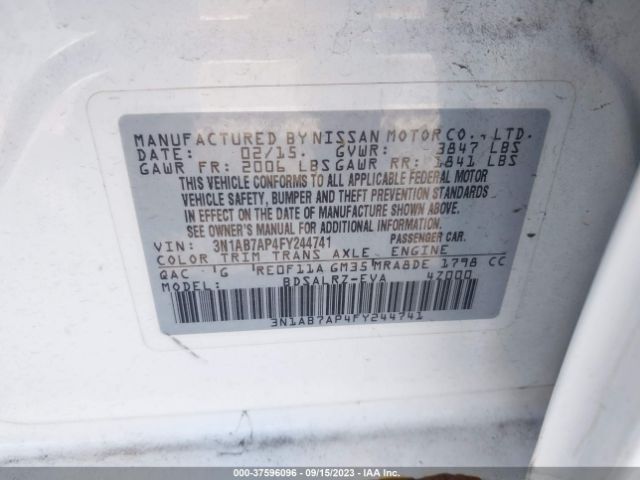 MANUFACTURED BY NISSAN MOTOR CO., LTD.
DATE: 02/15. GVWR: 3847 LBS
GAWR FR: 2006 LBS GAWR RR: 1841 LBS
THIS VEHICLE CONFORMS TO ALL APPLICABLE FEDERAL MOTOR
VEHICLE SAFETY, BUMPER AND THEFT PREVENTION STANDARDS
IN EFFECT ON THE DATE OF MANUFACTURE SHOWN ABOVE.
(SEE OWNER'S MANUAL FOR ADDITIONAL INFORMATION)
VIN: 3N1AB7AP4FY244741 PASSENGER CAR.
COLOR TRIM TRANS AXLE ENGINE
QAC G RE0F11A GM35 MRA8DE 1798 CC
MODEL: BDSALRZ-EVA 42000
3N1AB7AP4FY244741
000-37596096 - 09/15/2023 - IAA Inc.